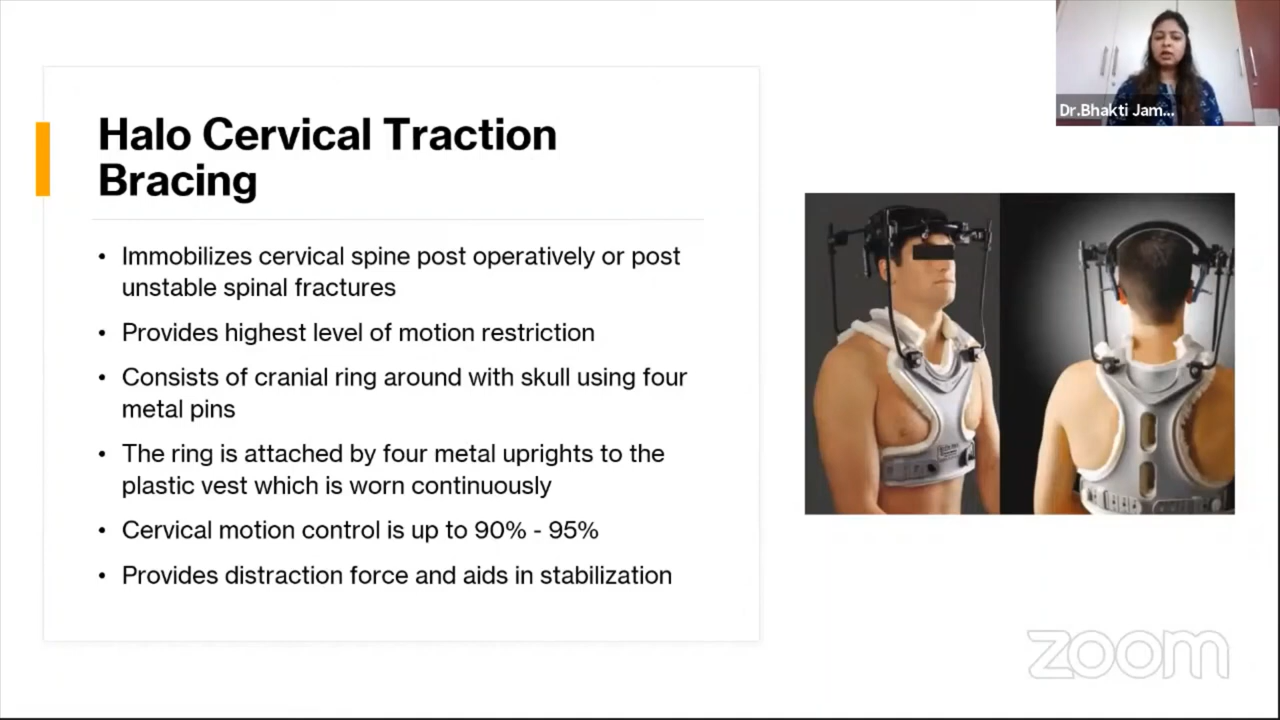 Halo Cervical Traction
Bracing
• Immobilizes cervical spine post operatively or post
unstable spinal fractures
• Provides highest level of motion restriction
• Consists of cranial ring around with skull using four
metal pins
• The ring is attached by four metal uprights to the
plastic vest which is worn continuously
• Cervical motion control is up to 90% - 95%
• Provides distraction force and aids in stabilization
Dr.Bhakti Jam...
zoom